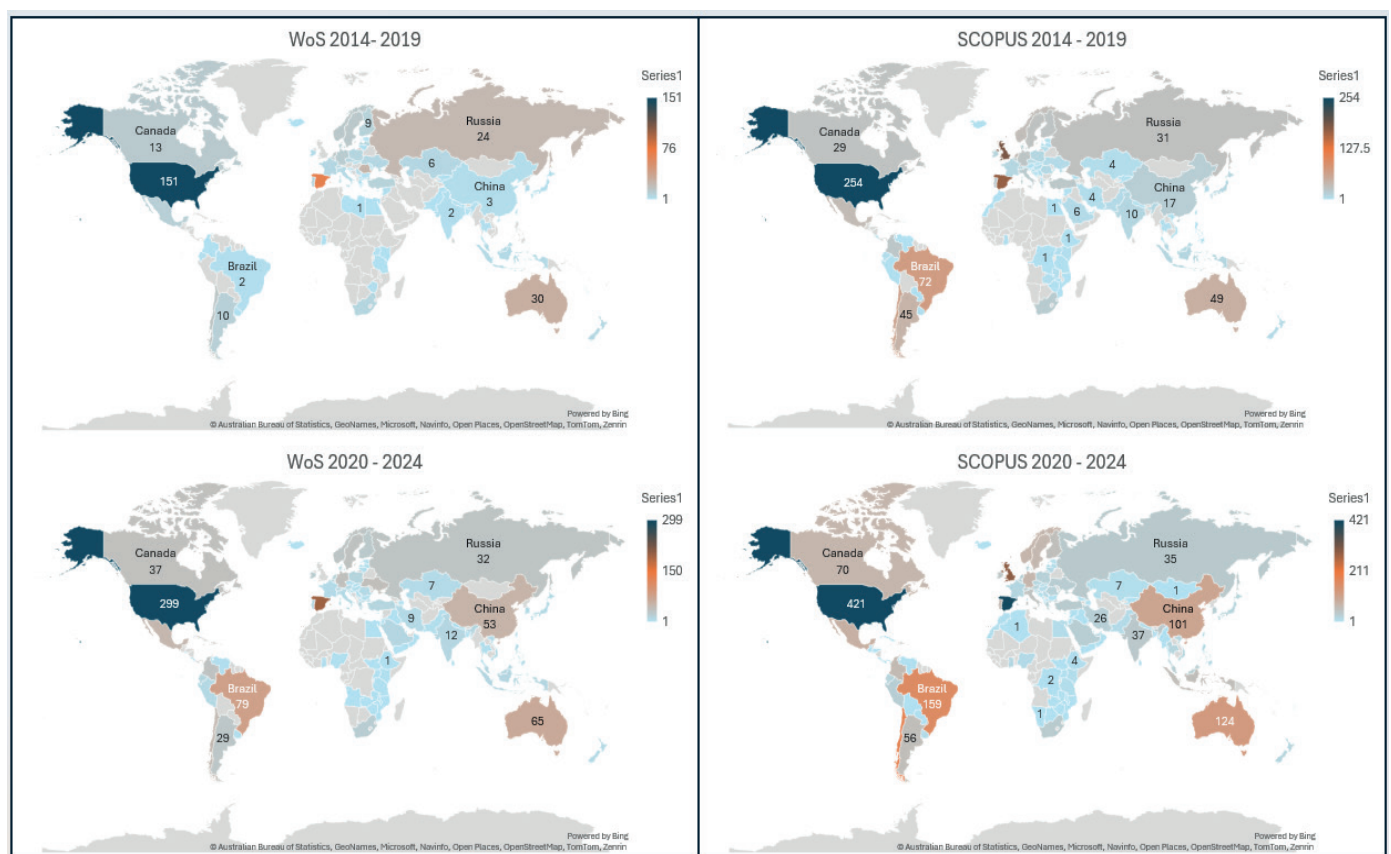 WoS 2014- 2019
Series1
151
76
1
Canada
13
151
9
Russia
24
6
China
3
1
2
Brazil
2
10
30
Powered by Bing
© Australian Bureau of Statistics, GeoNames, Microsoft, Navinfo, Open Places, OpenStreetMap, TomTom, Zenrin
SCOPUS 2014 - 2019
Series1
254
127.5
1
Canada
29
254
Russia
31
4
China
17
4
1
6
10
1
1
Brazil
72
45
49
Powered by Bing
© Australian Bureau of Statistics, GeoNames, Microsoft, Navinfo, Open Places, OpenStreetMap, TomTom, Zenrin
WoS 2020 - 2024
Series1
299
150
1
Canada
37
299
Russia
32
7
China
53
9
12
1
Brazil
79
29
65
Powered by Bing
© Australian Bureau of Statistics, GeoNames, Microsoft, Navinfo, Open Places, OpenStreetMap, TomTom, Zenrin
SCOPUS 2020 - 2024
Series1
421
211
1
Canada
70
421
Russia
35
7
1
China
101
26
1
37
4
2
1
Brazil
159
56
124
Powered by Bing
© Australian Bureau of Statistics, GeoNames, Microsoft, Navinfo, Open Places, OpenStreetMap, TomTom, Zenrin